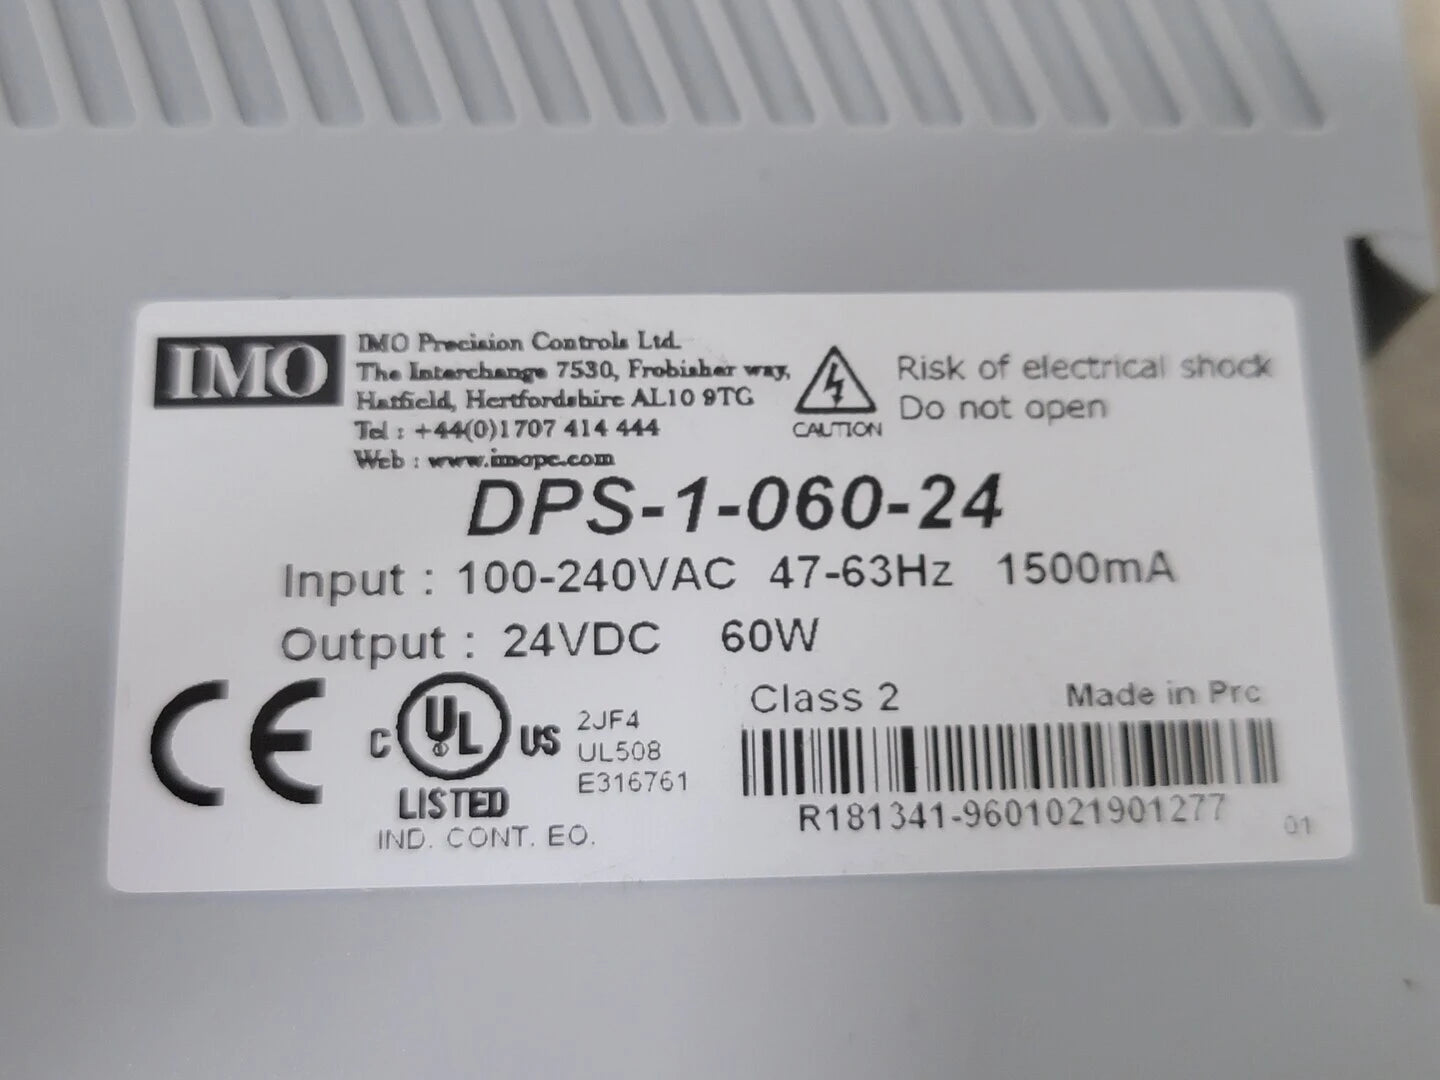 IMO
IMO Precision Controls Ltd.
The Interchange 7530, Frobisher way,
Hatfield, Hertfordshire AL10 9TG
Tel : +44(0)1707 414 444
Web : www.imopc.com
CAUTION
Risk of electrical shock
Do not open
DPS-1-060-24
Input : 100-240VAC 47-63Hz 1500mA
Output : 24VDC 60W
CE
C UL US
LISTED
IND. CONT. EQ.
2JF4
UL508
E316761
Class 2 Made in Prc
R181341-9601021901277
01